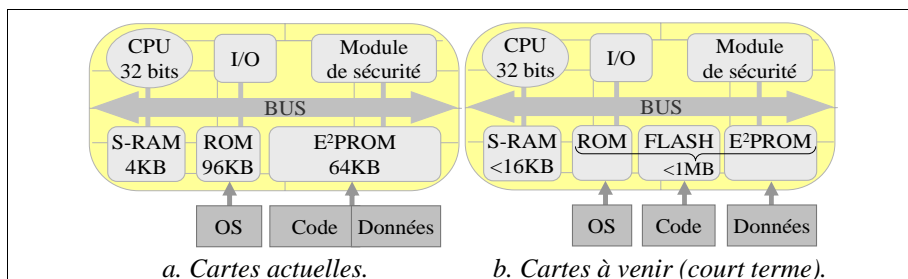 CPU
32 bits
I/O
Module
de sécurité
BUS
S-RAM
4KB
ROM
96KB
E²PROM
64KB
OS
Code
Données
a. Cartes actuelles.
CPU
32 bits
I/O
Module
de sécurité
BUS
S-RAM
<16KB
ROM
FLASH
E²PROM
<1MB
OS
Code
Données
b. Cartes à venir (court terme).